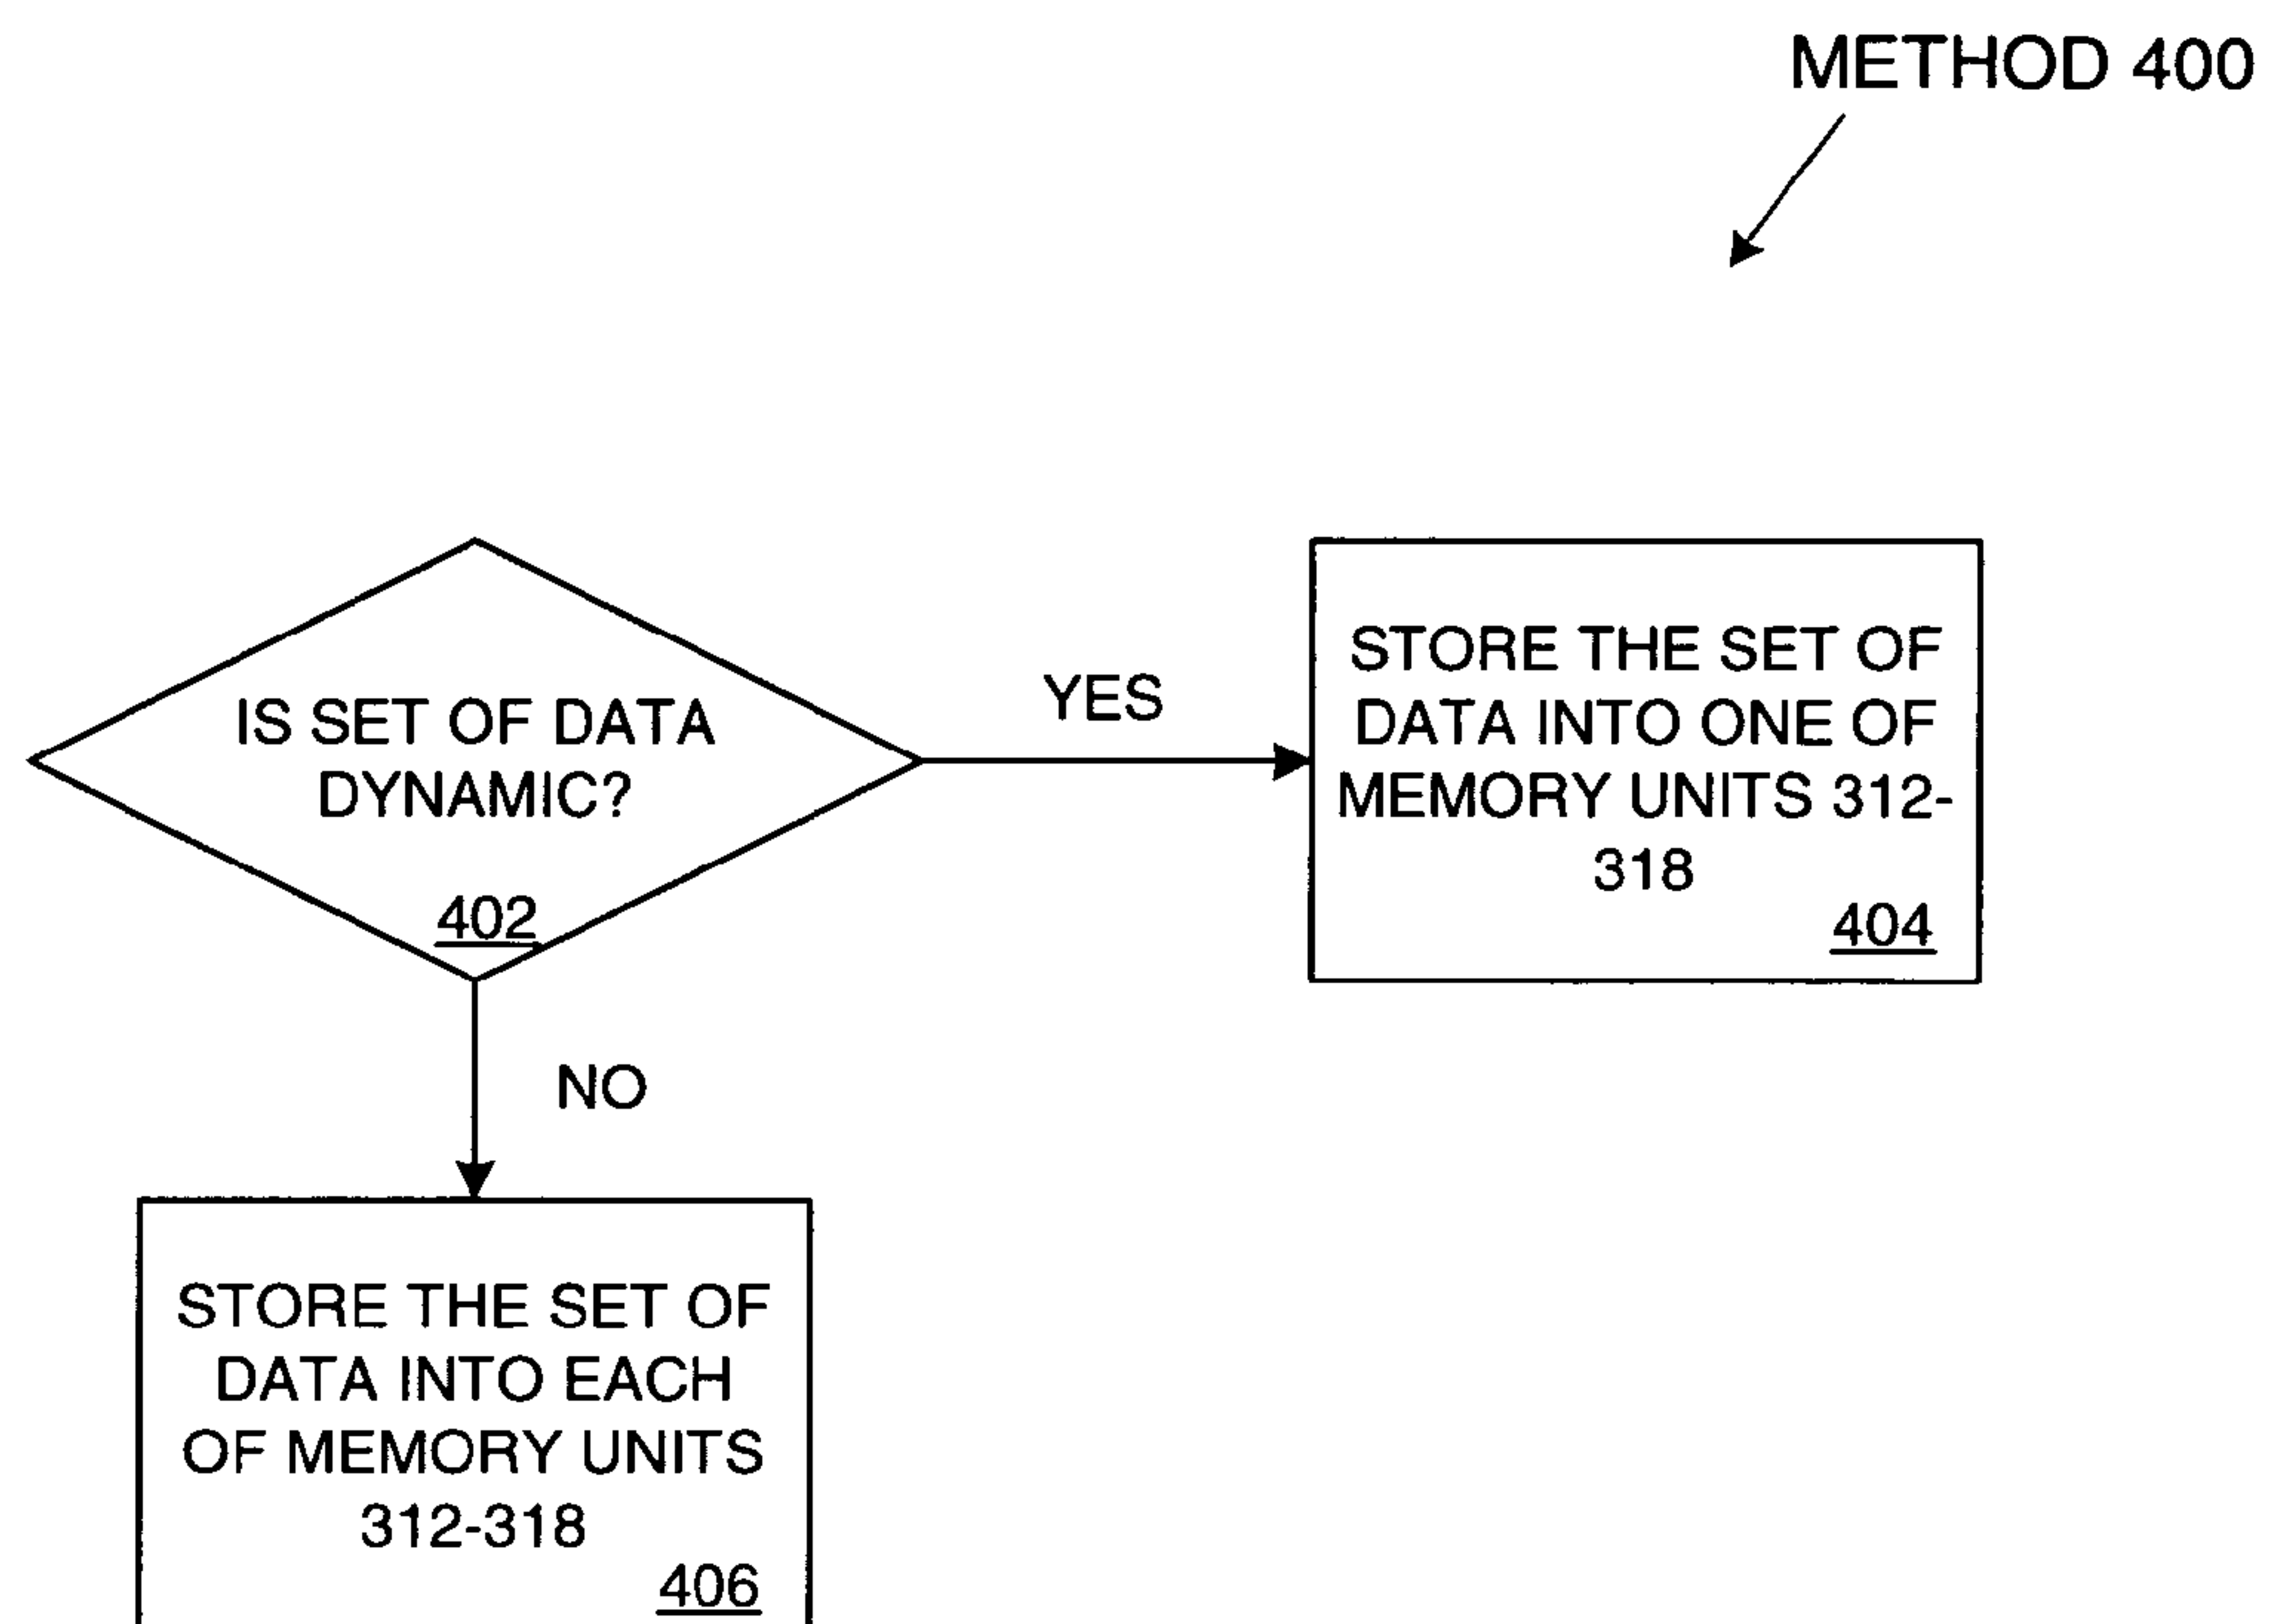 METHOD 400
IS SET OF DATA
DYNAMIC?
402
YES
STORE THE SET OF
DATA INTO ONE OF
MEMORY UNITS 312-
318
404
NO
STORE THE SET OF
DATA INTO EACH
OF MEMORY UNITS
312-318
406